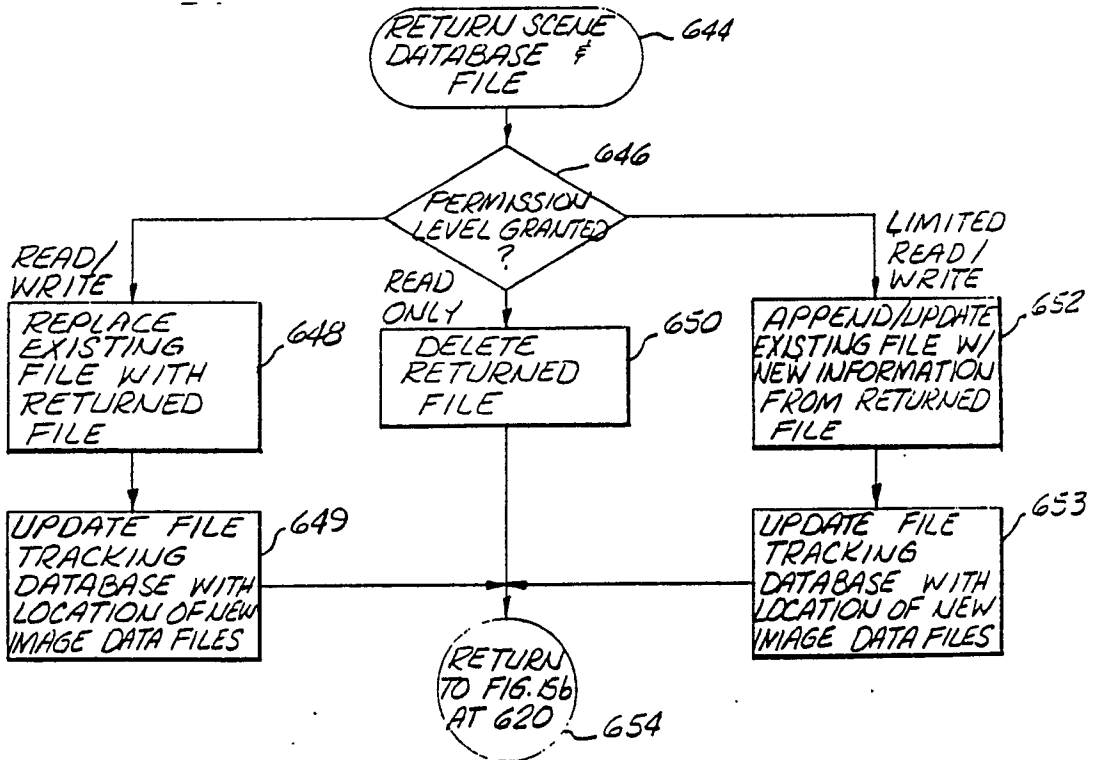 RETURN SCENE
DATABASE &
FILE
644
646
PERMISSION
LEVEL GRANTED
?
READ/
WRITE
READ
ONLY
LIMITED
READ/
WRITE
REPLACE
EXISTING
FILE WITH
RETURNED
FILE
648
DELETE
RETURNED
FILE
650
APPEND/UPDATE
EXISTING FILE W/
NEW INFORMATION
FROM RETURNED
FILE
652
UPDATE FILE
TRACKING
DATABASE WITH
LOCATION OF NEW
IMAGE DATA FILES
649
UPDATE FILE
TRACKING
DATABASE WITH
LOCATION OF NEW
IMAGE DATA FILES
653
RETURN
TO FIG. 15b
AT 620
654